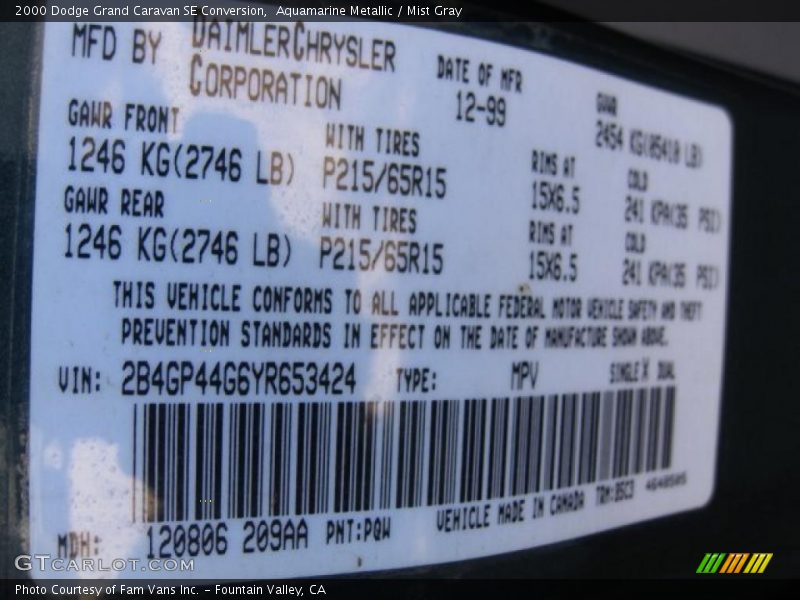 2000 Dodge Grand Caravan SE Conversion, Aquamarine Metallic / Mist Gray
MFD BY DAIMLERCHRYSLER CORPORATION DATE OF MFR 12-99 GVWR 2454 KG(05410 LB)
GAWR FRONT WITH TIRES RIMS AT COLD
1246 KG(2746 LB) P215/65R15 15X6.5 241 KPA(35 PSI)
GAWR REAR WITH TIRES RIMS AT COLD
1246 KG(2746 LB) P215/65R15 15X6.5 241 KPA(35 PSI)
THIS VEHICLE CONFORMS TO ALL APPLICABLE FEDERAL MOTOR VEHICLE SAFETY AND THEFT
PREVENTION STANDARDS IN EFFECT ON THE DATE OF MANUFACTURE SHOWN ABOVE.
VIN: 2B4GP44G6YR653424 TYPE: MPV SINGLE X DUAL
MDH: 120806 209AA PNT:PQW VEHICLE MADE IN CANADA TRM:BSC3
GTCARLOT.COM
Photo Courtesy of Fam Vans Inc. - Fountain Valley, CA